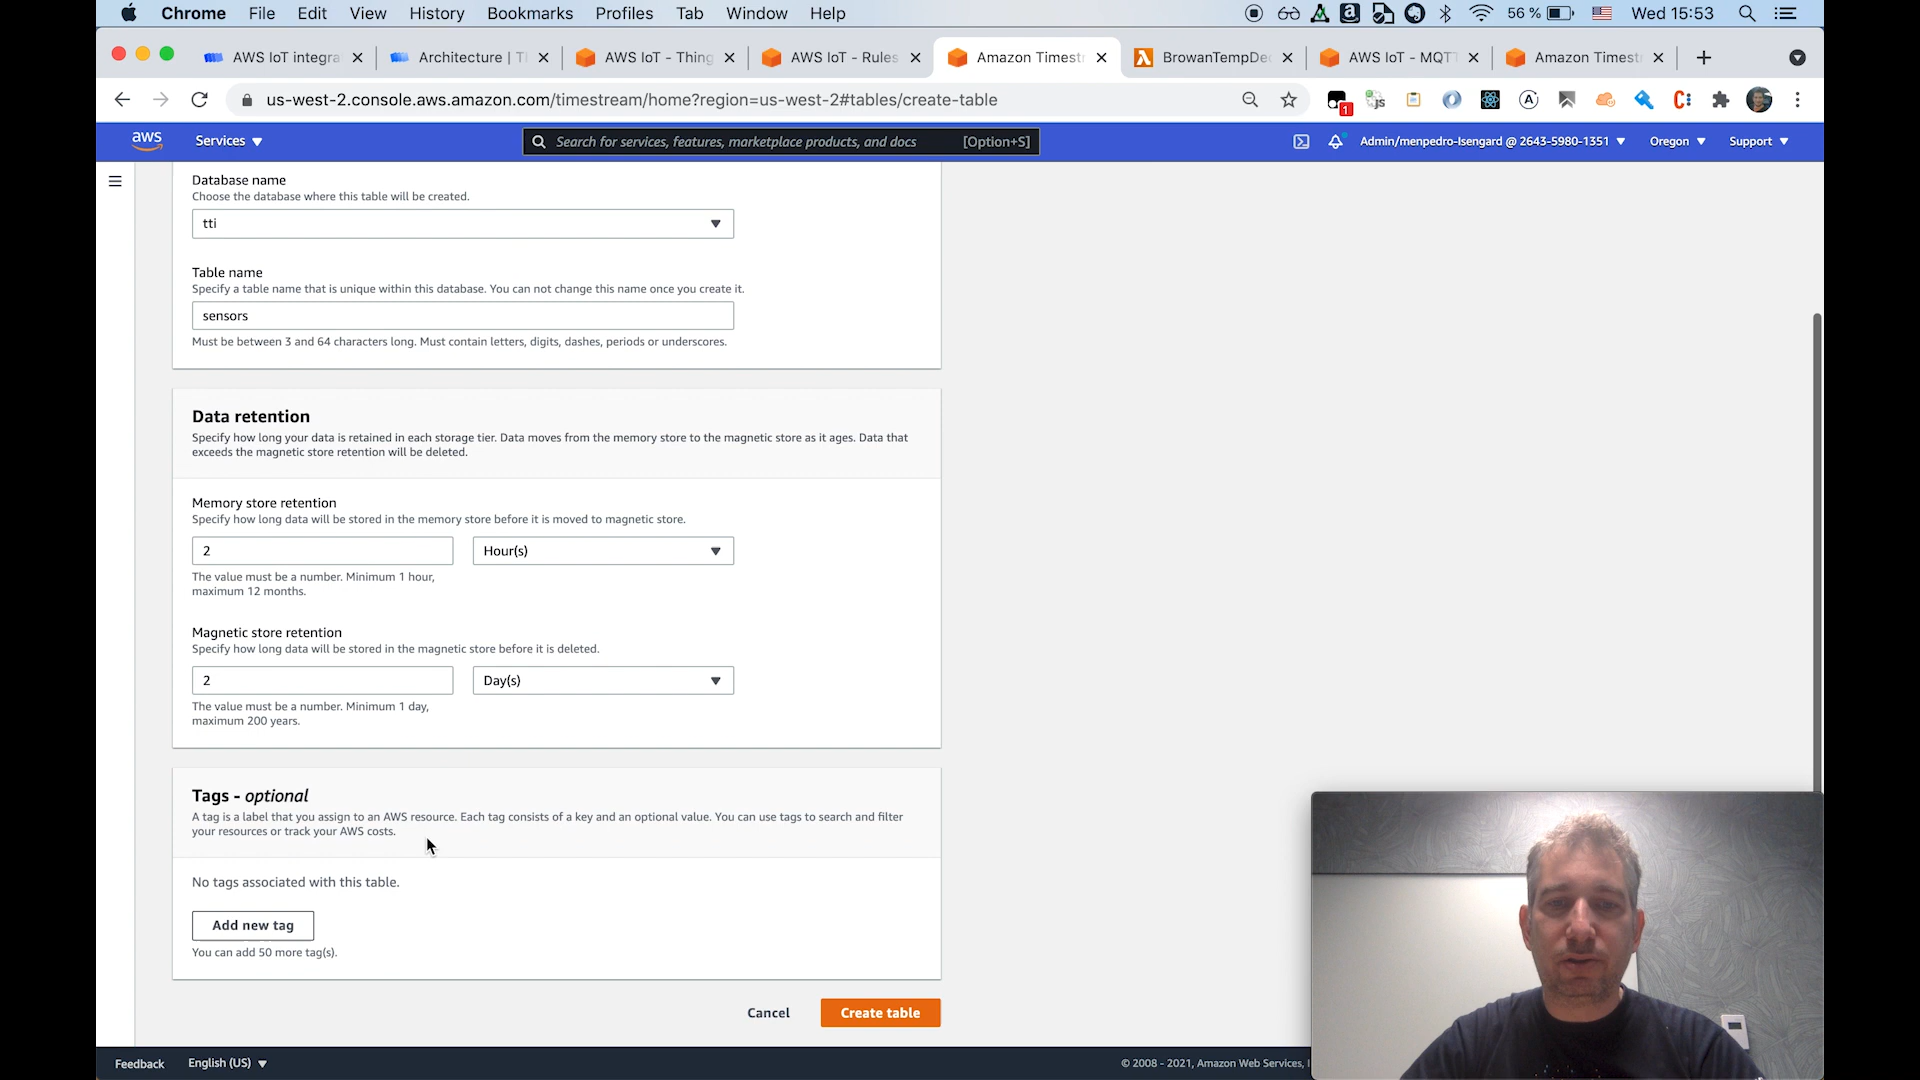 Chrome File Edit View History Bookmarks Profiles Tab Window Help 56 % Wed 15:53
AWS IoT integra Architecture | T AWS IoT - Thing AWS IoT - Rules Amazon Timestr BrowanTempDe AWS IoT - MQT Amazon Timestr
us-west-2.console.aws.amazon.com/timestream/home?region=us-west-2#tables/create-table
aws Services Search for services, features, marketplace products, and docs [Option+S] Admin/menpedro-Isengard @ 2643-5980-1351 Oregon Support
Database name
Choose the database where this table will be created.
tti
Table name
Specify a table name that is unique within this database. You can not change this name once you create it.
sensors
Must be between 3 and 64 characters long. Must contain letters, digits, dashes, periods or underscores.
Data retention
Specify how long your data is retained in each storage tier. Data moves from the memory store to the magnetic store as it ages. Data that
exceeds the magnetic store retention will be deleted.
Memory store retention
Specify how long data will be stored in the memory store before it is moved to magnetic store.
2 Hour(s)
The value must be a number. Minimum 1 hour,
maximum 12 months.
Magnetic store retention
Specify how long data will be stored in the magnetic store before it is deleted.
2 Day(s)
The value must be a number. Minimum 1 day,
maximum 200 years.
Tags - optional
A tag is a label that you assign to an AWS resource. Each tag consists of a key and an optional value. You can use tags to search and filter
your resources or track your AWS costs.
No tags associated with this table.
Add new tag
You can add 50 more tag(s).
Cancel Create table
Feedback English (US) © 2008 - 2021, Amazon Web Services,